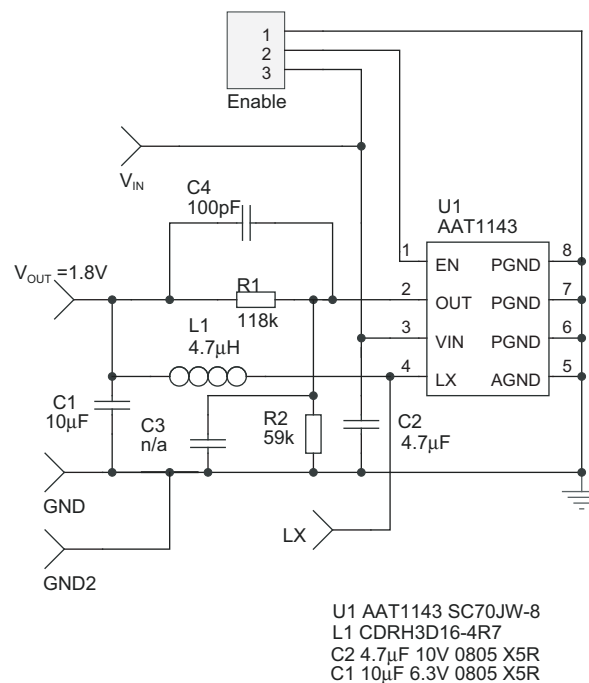 1
2
3
Enable
V_IN
C4
100pF
U1
AAT1143
1 EN PGND 8
V_OUT =1.8V
R1
118k
2 OUT PGND 7
L1
4.7µH
3 VIN PGND 6
4 LX AGND 5
C1
10µF
C3
n/a
R2
59k
C2
4.7µF
GND
LX
GND2
U1 AAT1143 SC70JW-8
L1 CDRH3D16-4R7
C2 4.7µF 10V 0805 X5R
C1 10µF 6.3V 0805 X5R